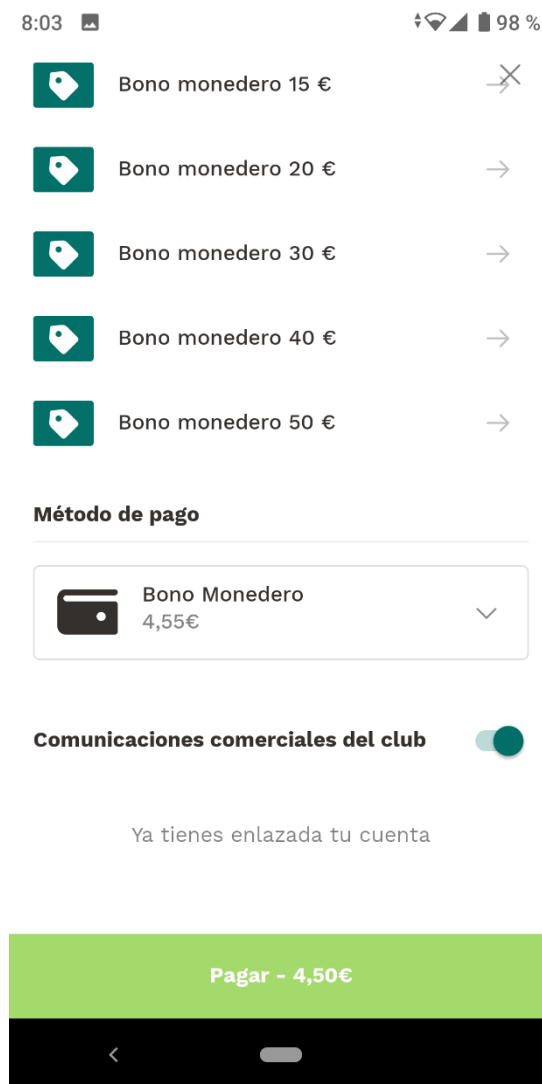 8:03 98 %
Bono monedero 15 €
Bono monedero 20 €
Bono monedero 30 €
Bono monedero 40 €
Bono monedero 50 €
Método de pago
Bono Monedero
4,55€
Comunicaciones comerciales del club
Ya tienes enlazada tu cuenta
Pagar - 4,50€